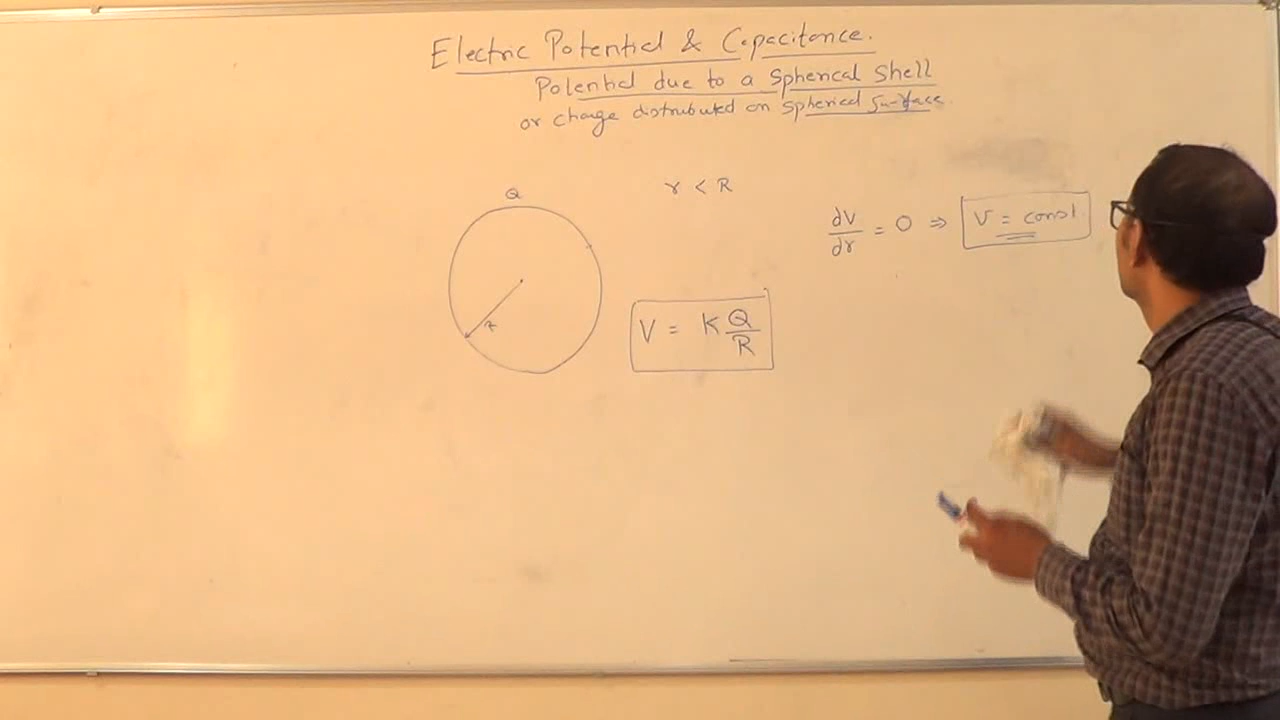 Electric Potential & Capacitance.
Potential due to a Spherical Shell
or charge distributed on spherical surface.
Q
r < R
dV/dr = 0 ⇒ V = const.
R
V = K Q/R